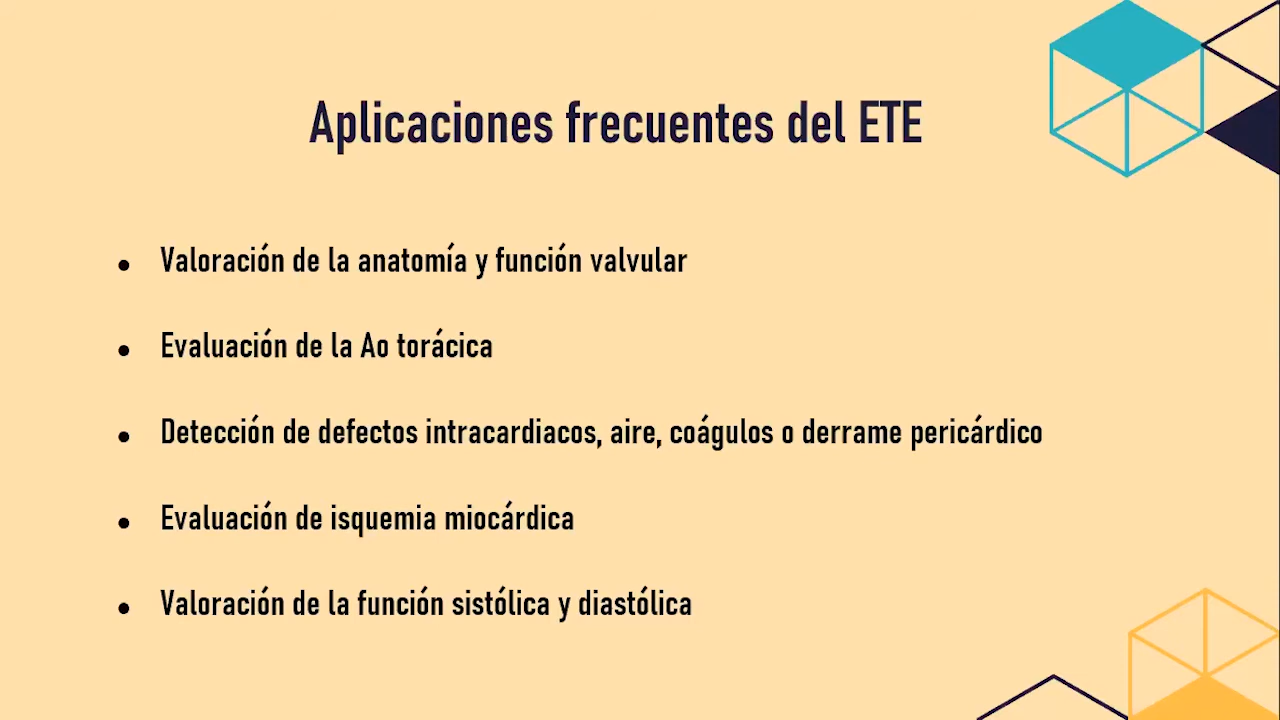 Aplicaciones frecuentes del ETE
● Valoración de la anatomía y función valvular
● Evaluación de la Ao torácica
● Detección de defectos intracardiacos, aire, coágulos o derrame pericárdico
● Evaluación de isquemia miocárdica
● Valoración de la función sistólica y diastólica